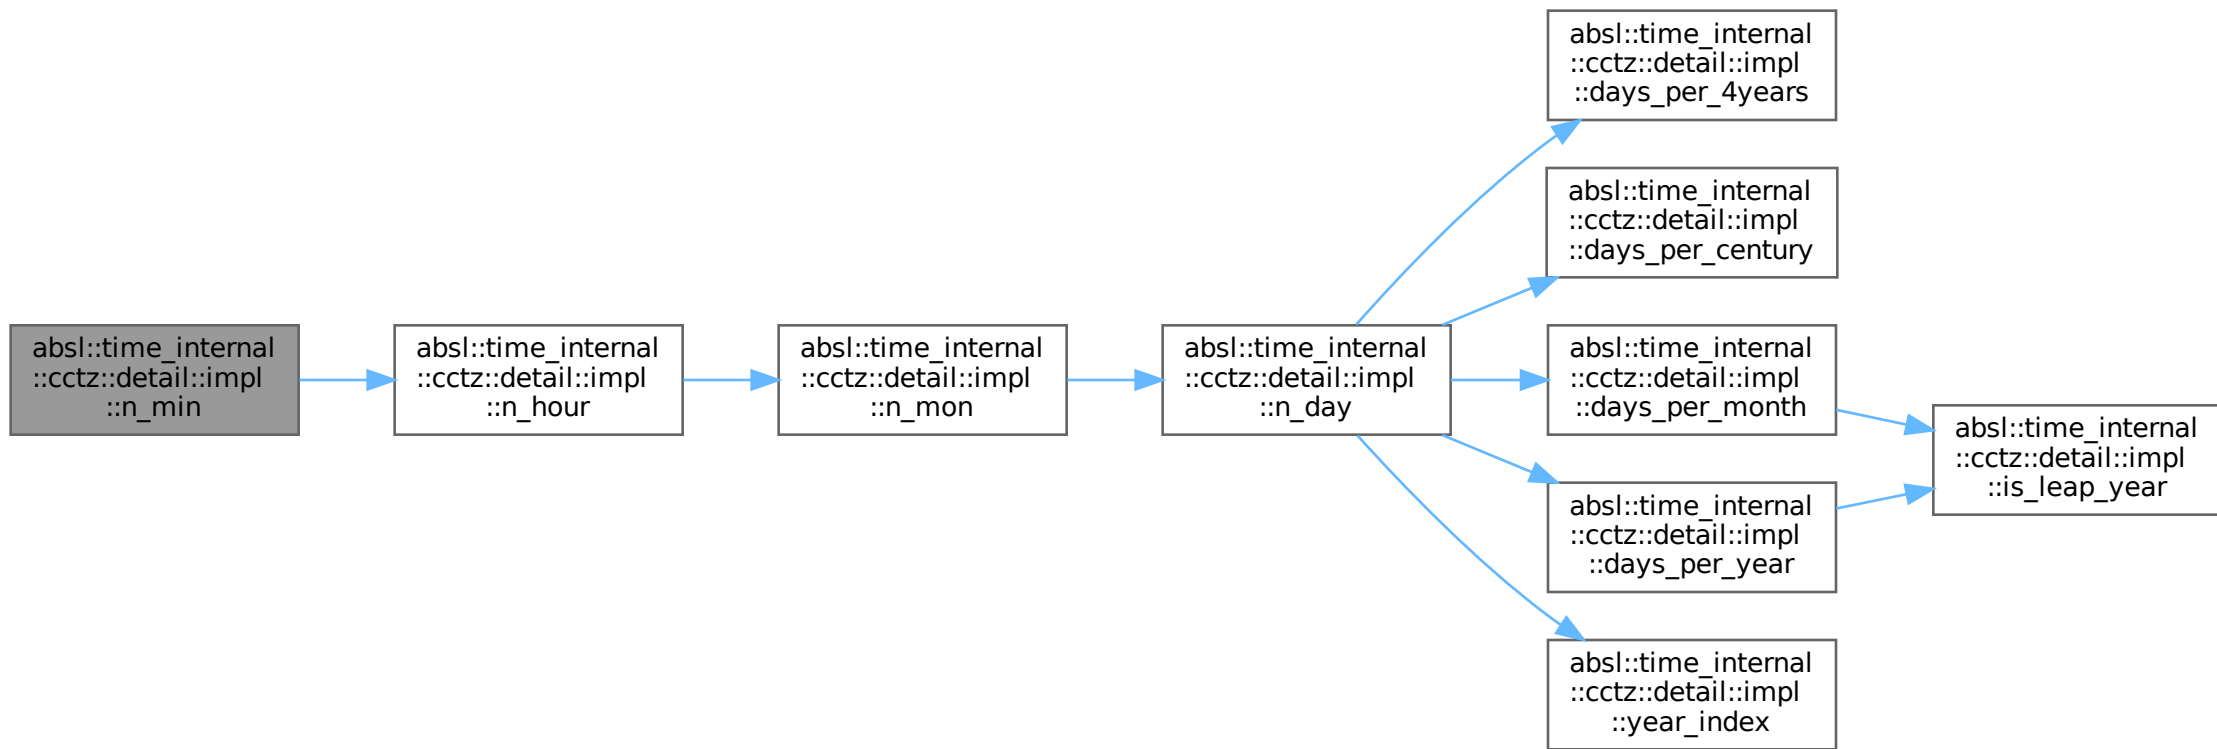 absl::time_internal
::cctz::detail::impl
::n_min
absl::time_internal
::cctz::detail::impl
::n_hour
absl::time_internal
::cctz::detail::impl
::n_mon
absl::time_internal
::cctz::detail::impl
::n_day
absl::time_internal
::cctz::detail::impl
::days_per_4years
absl::time_internal
::cctz::detail::impl
::days_per_century
absl::time_internal
::cctz::detail::impl
::days_per_month
absl::time_internal
::cctz::detail::impl
::days_per_year
absl::time_internal
::cctz::detail::impl
::year_index
absl::time_internal
::cctz::detail::impl
::is_leap_year